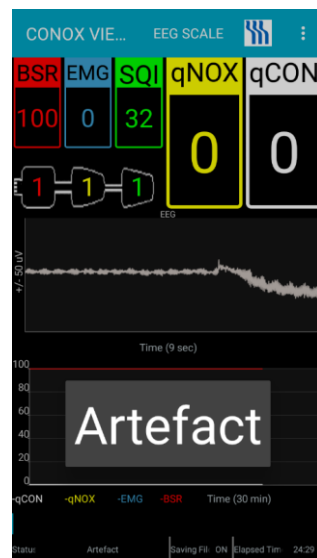 CONOX VIE... EEG SCALE
BSR EMG SQI qNOX qCON
100 0 32 0 0
1 1 1
EEG
+/- 50 uV
Time (9 sec)
100
80
60
40
20
0
Artefact
-qCON -qNOX -EMG -BSR Time (30 min)
Status: Artefact Saving Fil: ON Elapsed Tim: 24:29